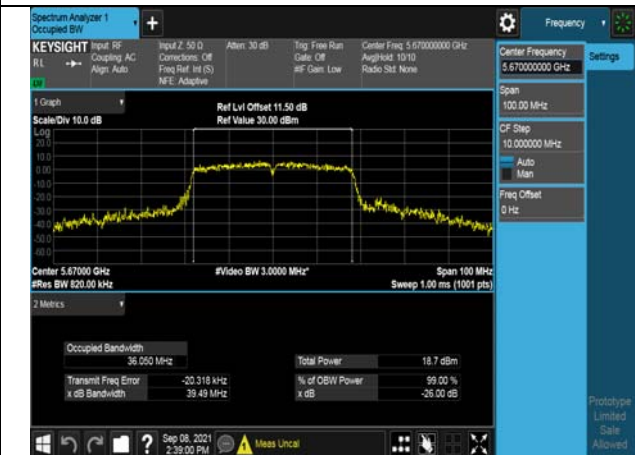 Spectrum Analyzer 1
Occupied BW
+
Frequency
KEYSIGHT
Input: RF
Coupling: AC
Align: Auto
Input Z: 50 Ω
Corrections: Off
Freq Ref: Int (S)
NFE: Adaptive
Atten: 30 dB
Trig: Free Run
Gate: Off
#IF Gain: Low
Center Freq: 5.670000000 GHz
Avg|Hold: 10/10
Radio Std: None
RL
Center Frequency
5.670000000 GHz
Settings
Span
100.00 MHz
CF Step
10.000000 MHz
Auto
Man
Freq Offset
0 Hz
1 Graph
Scale/Div 10.0 dB
Ref Lvl Offset 11.50 dB
Ref Value 30.00 dBm
Log
20.0
10.0
0.00
-10.0
-20.0
-30.0
-40.0
-50.0
-60.0
Center 5.67000 GHz
#Video BW 3.0000 MHz*
Span 100 MHz
#Res BW 820.00 kHz
Sweep 1.00 ms (1001 pts)
2 Metrics
Occupied Bandwidth
36.050 MHz
Total Power
18.7 dBm
Transmit Freq Error
-20.318 kHz
% of OBW Power
99.00 %
x dB Bandwidth
39.49 MHz
x dB
-26.00 dB
Prototype
Limited
Sale
Allowed
?
Sep 08, 2021
2:39:00 PM
Meas Uncal